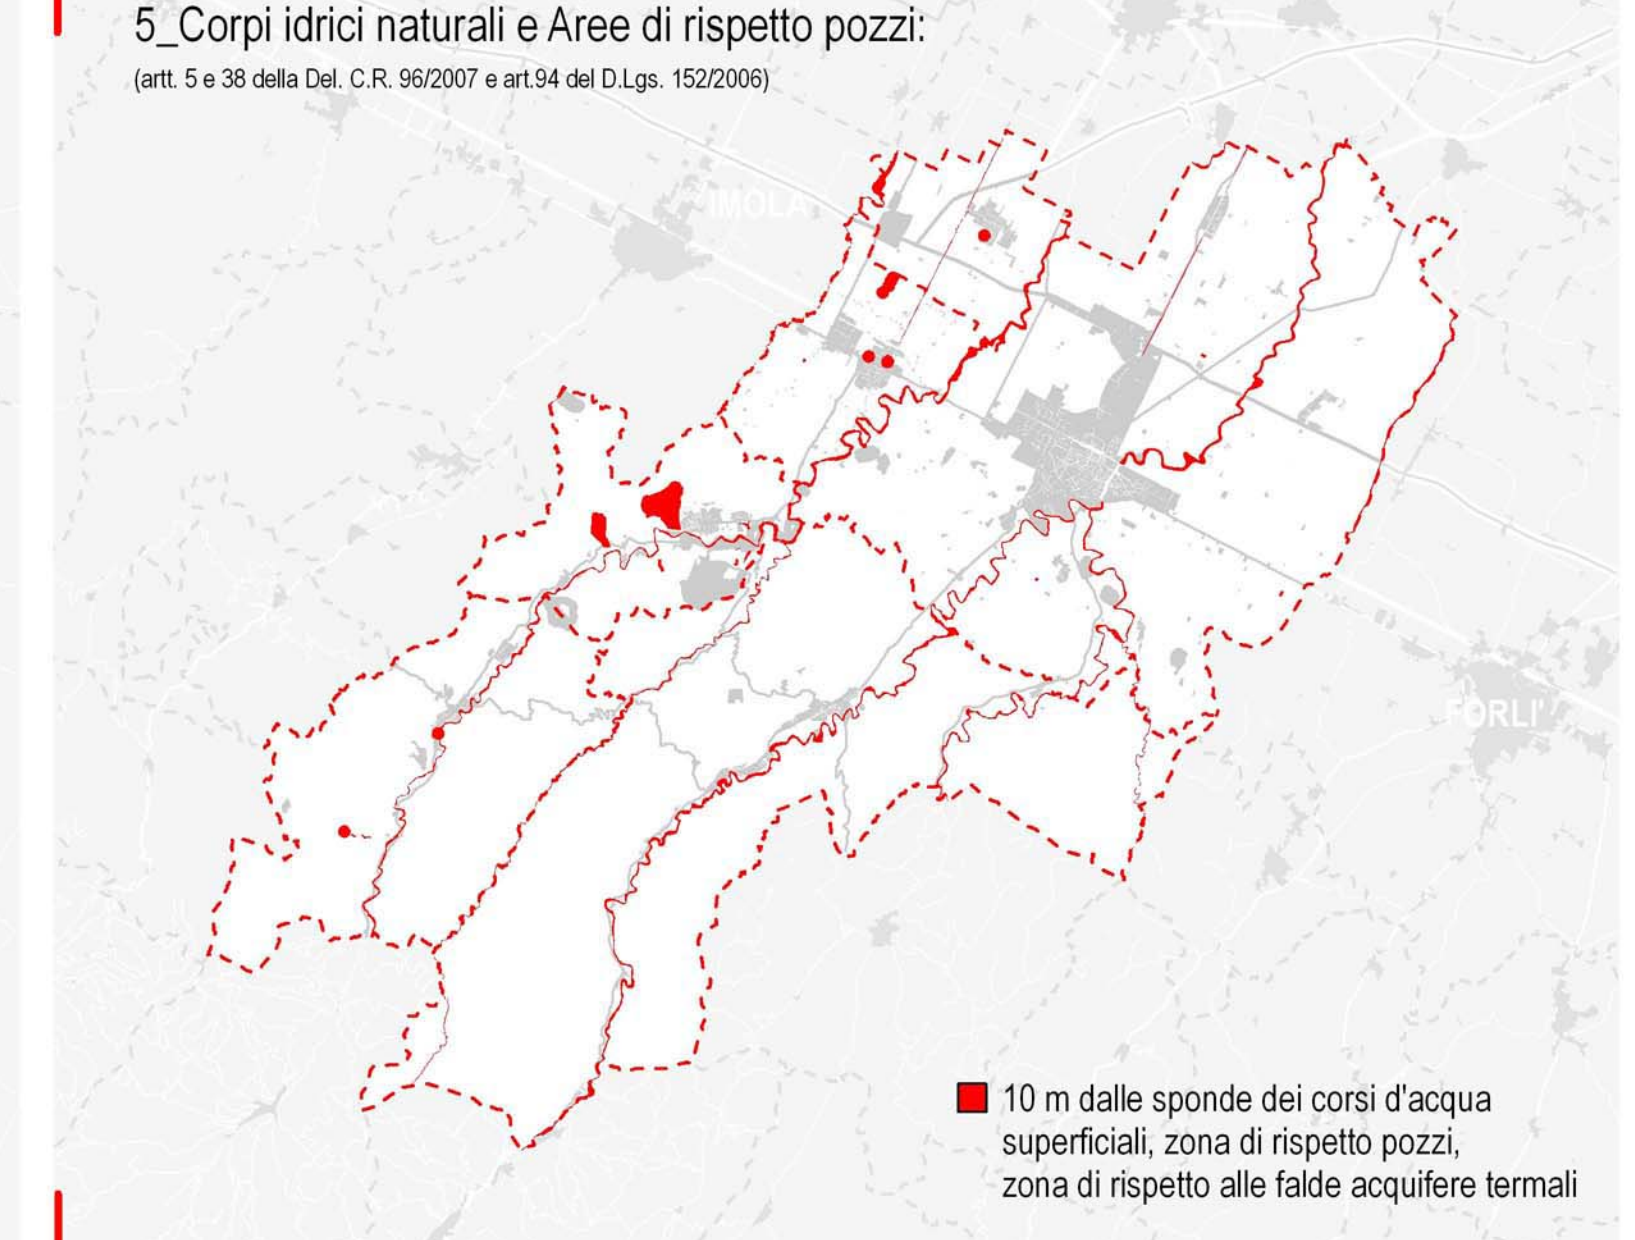 5_Corpi idrici naturali e Aree di rispetto pozzi:
(artt. 5 e 38 della Del. C.R. 96/2007 e art.94 del D.Lgs. 152/2006)
IMOLA
FORLI'
10 m dalle sponde dei corsi d'acqua
superficiali, zona di rispetto pozzi,
zona di rispetto alle falde acquifere termali